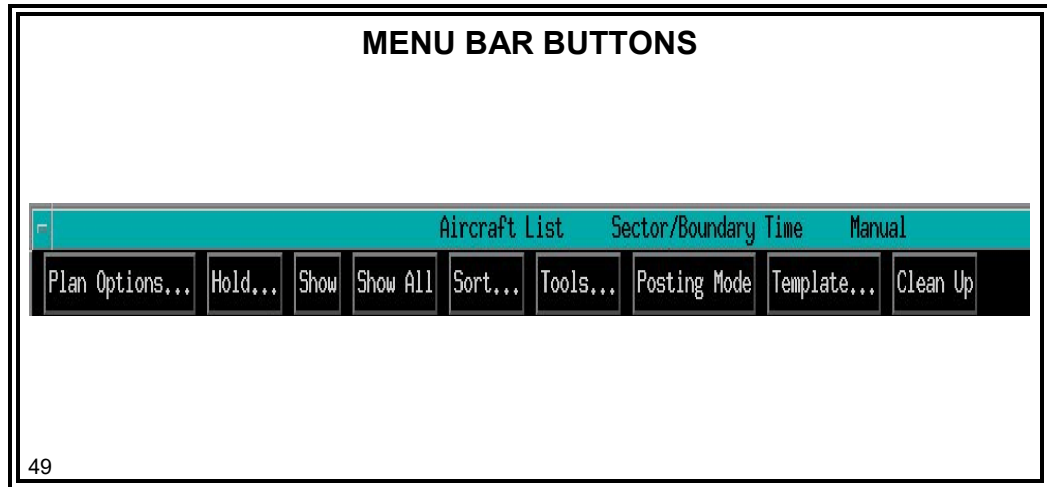 MENU BAR BUTTONS
Aircraft List Sector/Boundary Time Manual
Plan Options... Hold... Show Show All Sort... Tools... Posting Mode Template... Clean Up
49